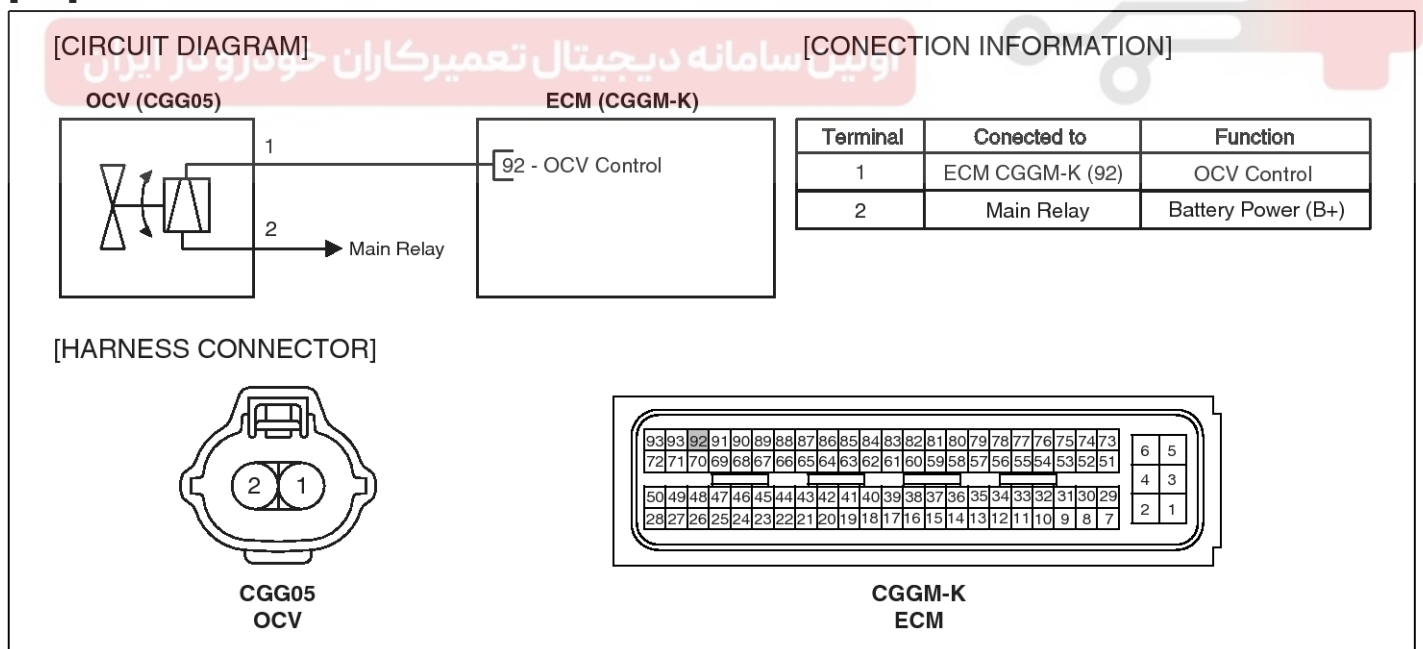 [CIRCUIT DIAGRAM]
[CONECTION INFORMATION]
اولین سامانه دیجیتال تعمیرکاران خودرو در ایران
OCV (CGG05)
ECM (CGGM-K)
1
92 - OCV Control
2
Main Relay
Terminal Conected to Function
1 ECM CGGM-K (92) OCV Control
2 Main Relay Battery Power (B+)
[HARNESS CONNECTOR]
2 1
CGG05
OCV
93 93 92 91 90 89 88 87 86 85 84 83 82 81 80 79 78 77 76 75 74 73
72 71 70 69 68 67 66 65 64 63 62 61 60 59 58 57 56 55 54 53 52 51
50 49 48 47 46 45 44 43 42 41 40 39 38 37 36 35 34 33 32 31 30 29
28 27 26 25 24 23 22 21 20 19 18 17 16 15 14 13 12 11 10 9 8 7
6 5
4 3
2 1
CGGM-K
ECM